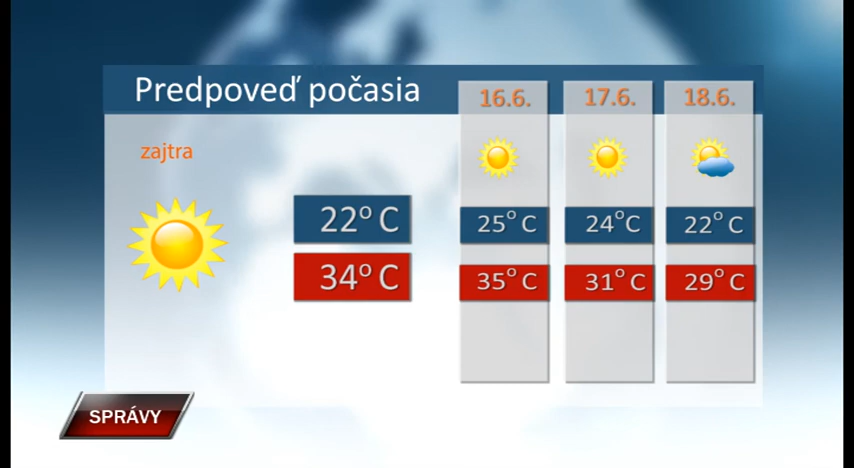 Predpoveď počasia
zajtra
22° C
34° C
16.6. 17.6. 18.6.
25° C 24°C 22° C
35° C 31° C 29° C
SPRÁVY